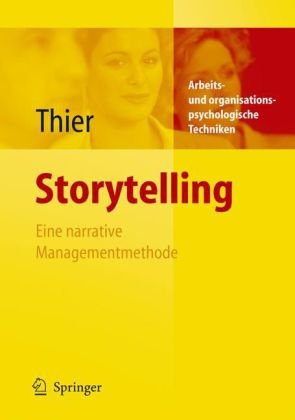 Thier
Arbeits-
und organisations-
psychologische
Techniken
Storytelling
Eine narrative
Managementmethode
Springer